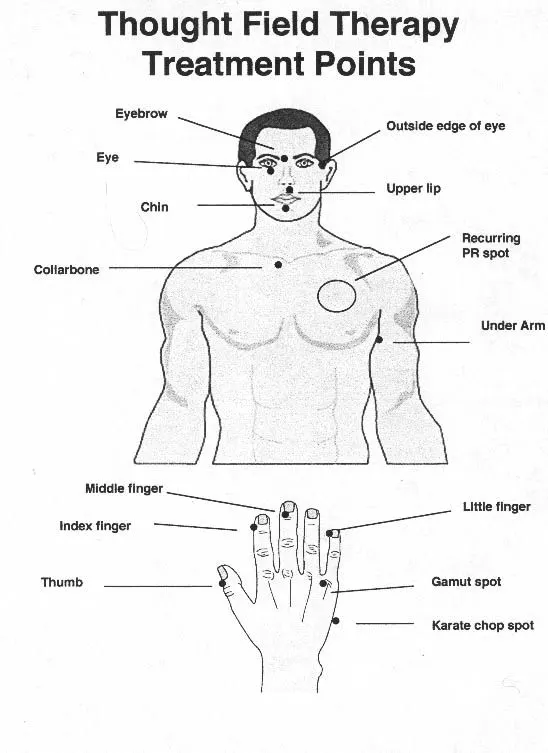 Thought Field Therapy
Treatment Points
Eyebrow
Outside edge of eye
Eye
Upper lip
Chin
Recurring
PR spot
Collarbone
Under Arm
Middle finger
Little finger
Index finger
Thumb
Gamut spot
Karate chop spot